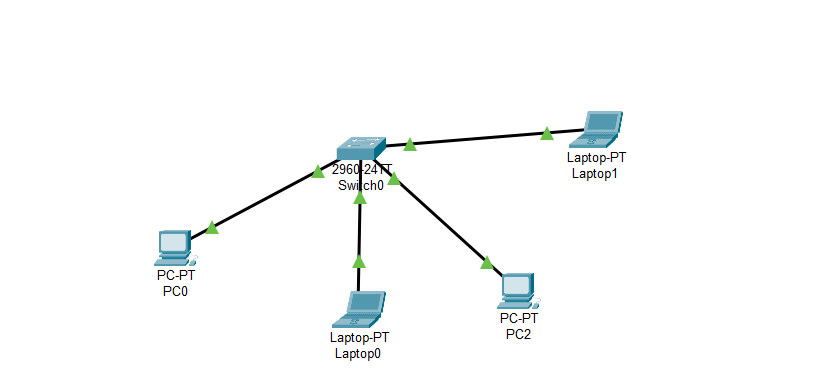 Laptop-PT
Laptop1
2960-24TT
Switch0
PC-PT
PC0
PC-PT
PC2
Laptop-PT
Laptop0